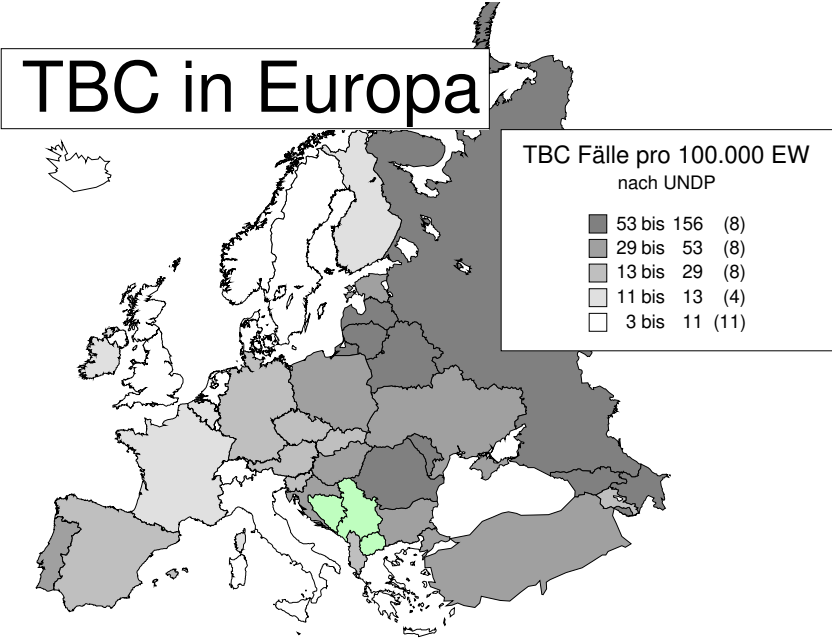 TBC in Europa
TBC Fälle pro 100.000 EW
nach UNDP
53 bis 156 (8)
29 bis 53 (8)
13 bis 29 (8)
11 bis 13 (4)
3 bis 11 (11)